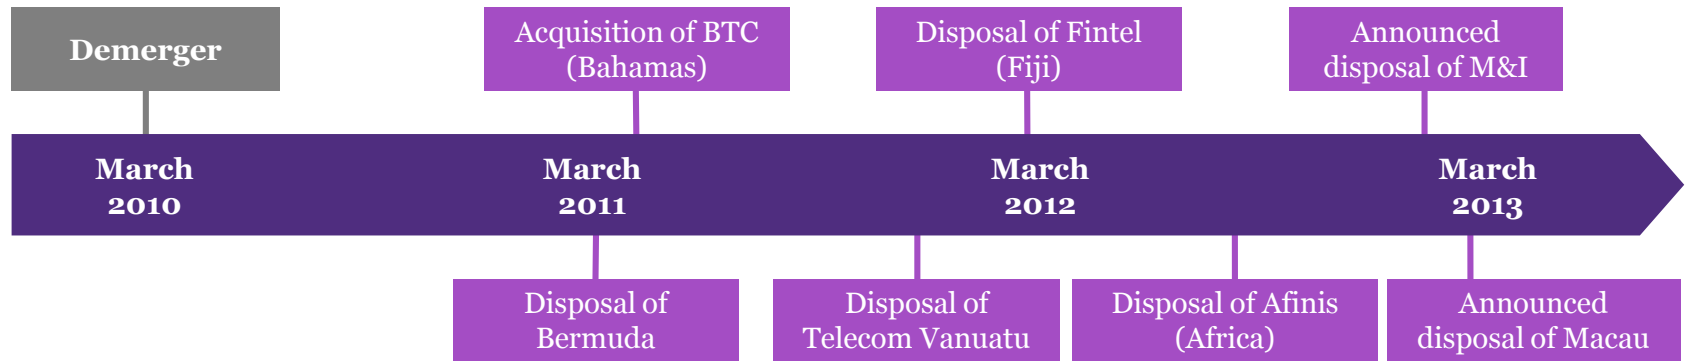 Demerger
Acquisition of BTC
(Bahamas)
Disposal of Fintel
(Fiji)
Announced
disposal of M&I
March
2010
March
2011
March
2012
March
2013
Disposal of
Bermuda
Disposal of
Telecom Vanuatu
Disposal of Afinis
(Africa)
Announced
disposal of Macau